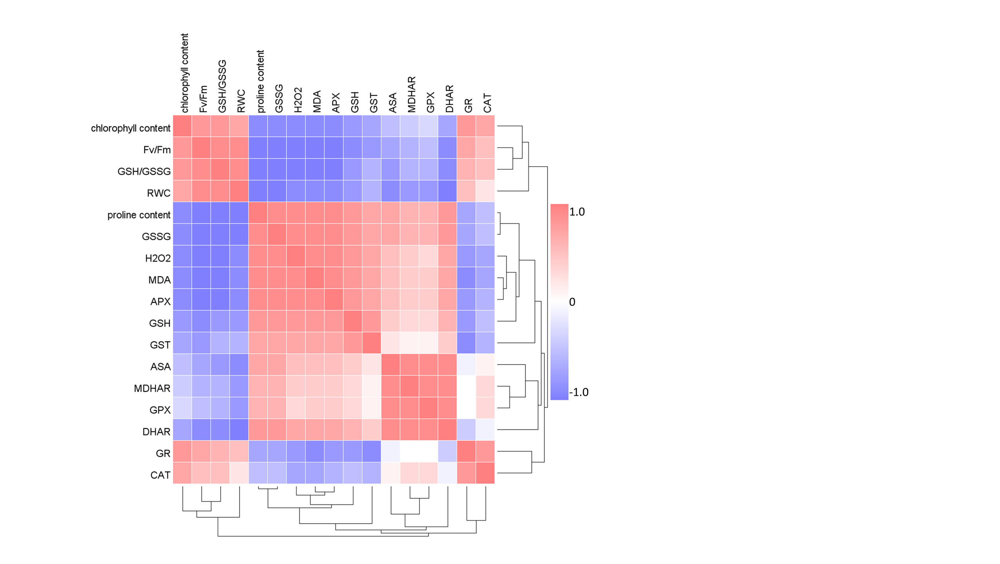 chlorophyll content
Fv/Fm
GSH/GSSG
RWC
proline content
GSSG
H2O2
MDA
APX
GSH
GST
ASA
MDHAR
GPX
DHAR
GR
CAT
chlorophyll content
Fv/Fm
GSH/GSSG
RWC
proline content
GSSG
H2O2
MDA
APX
GSH
GST
ASA
MDHAR
GPX
DHAR
GR
CAT
1.0
0
-1.0